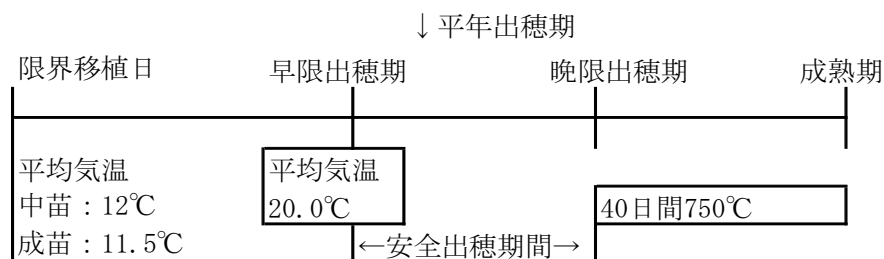 ↓平年出穂期
限界移植日 早限出穂期 晩限出穂期 成熟期
平均気温 平均気温
中苗：12℃ 20.0℃ 40日間750℃
成苗：11.5℃ ←安全出穂期間→